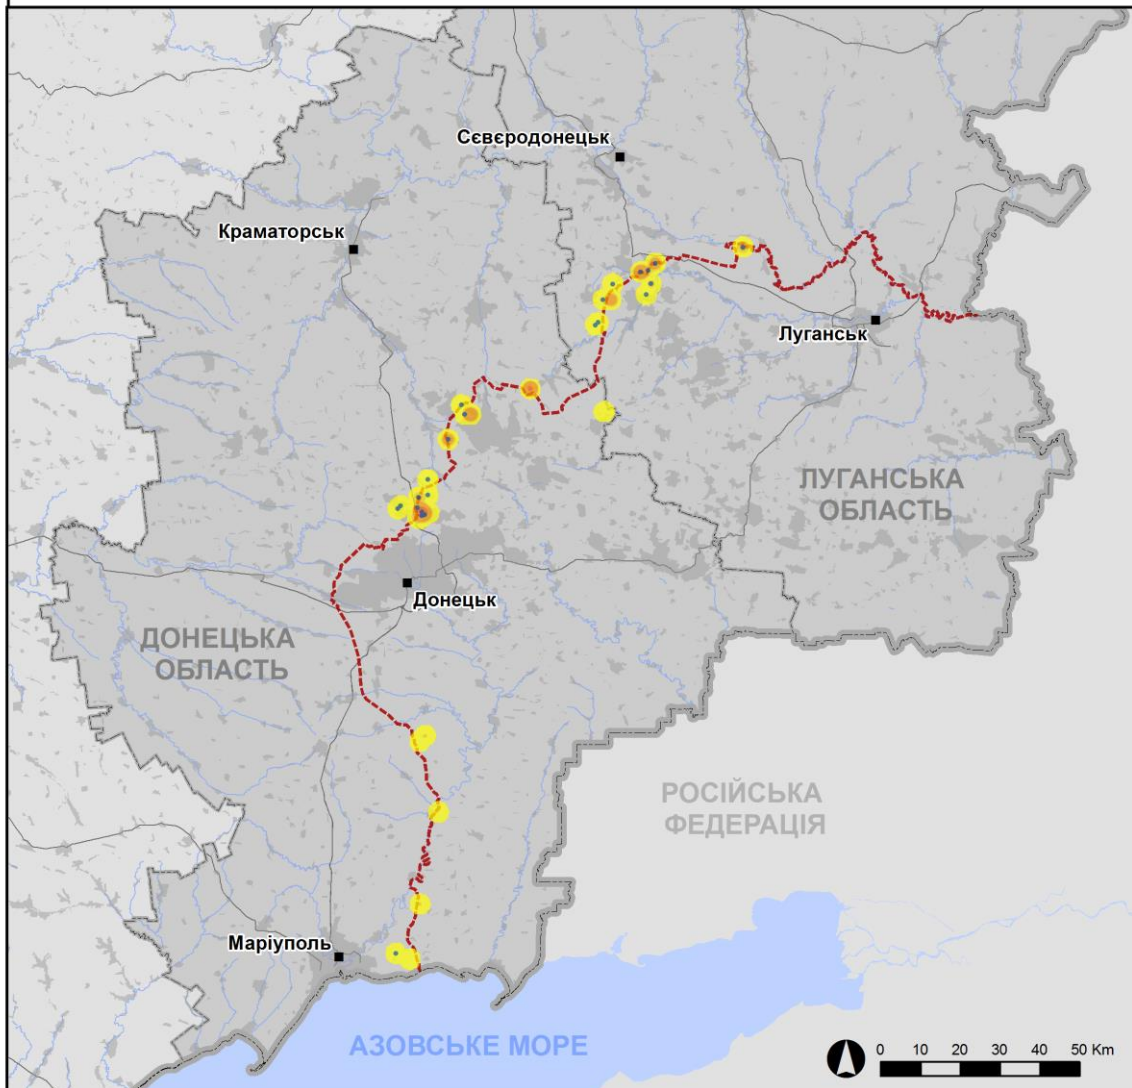 Сєвєродонецьк
Краматорськ
Луганськ
ЛУГАНСЬКА
ОБЛАСТЬ
Донецьк
ДОНЕЦЬКА
ОБЛАСТЬ
РОСІЙСЬКА
ФЕДЕРАЦІЯ
Маріуполь
АЗОВСЬКЕ МОРЕ
0 10 20 30 40 50 Km